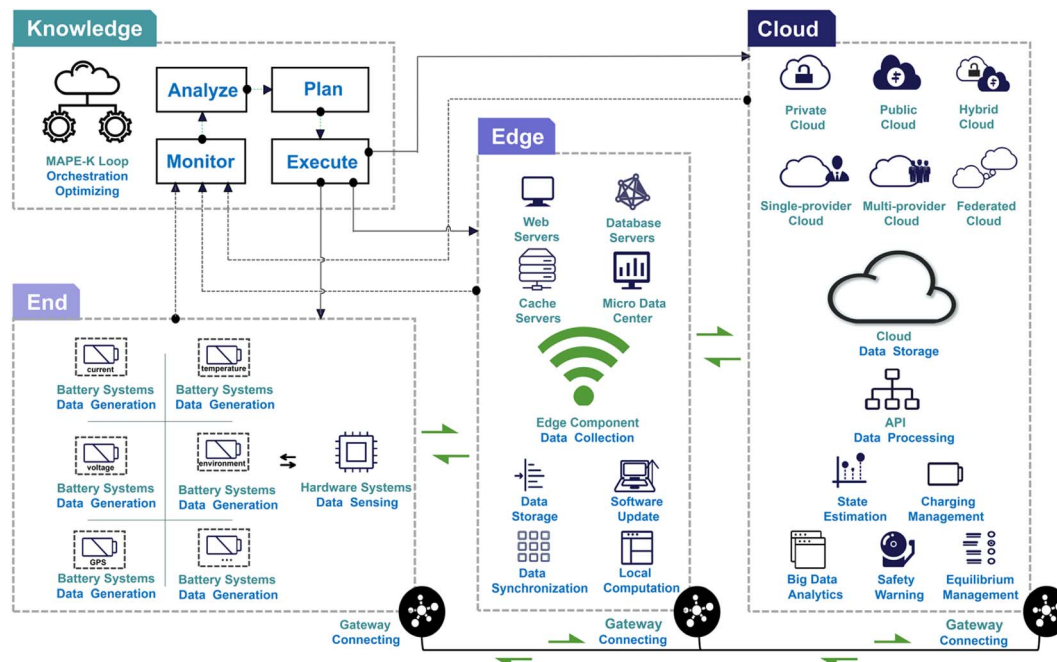 Knowledge
MAPE-K Loop
Orchestration
Optimizing
Analyze
Plan
Monitor
Execute
End
current
Battery Systems
Data Generation
temperature
Battery Systems
Data Generation
voltage
Battery Systems
Data Generation
environment
Battery Systems
Data Generation
GPS
Battery Systems
Data Generation
...
Battery Systems
Data Generation
Hardware Systems
Data Sensing
Gateway
Connecting
Edge
Web
Servers
Database
Servers
Cache
Servers
Micro Data
Center
Edge Component
Data Collection
Data
Storage
Software
Update
Data
Synchronization
Local
Computation
Gateway
Connecting
Cloud
Private
Cloud
Public
Cloud
Hybrid
Cloud
Single-provider
Cloud
Multi-provider
Cloud
Federated
Cloud
Cloud
Data Storage
API
Data Processing
State
Estimation
Charging
Management
Big Data
Analytics
Safety
Warning
Equilibrium
Management
Gateway
Connecting